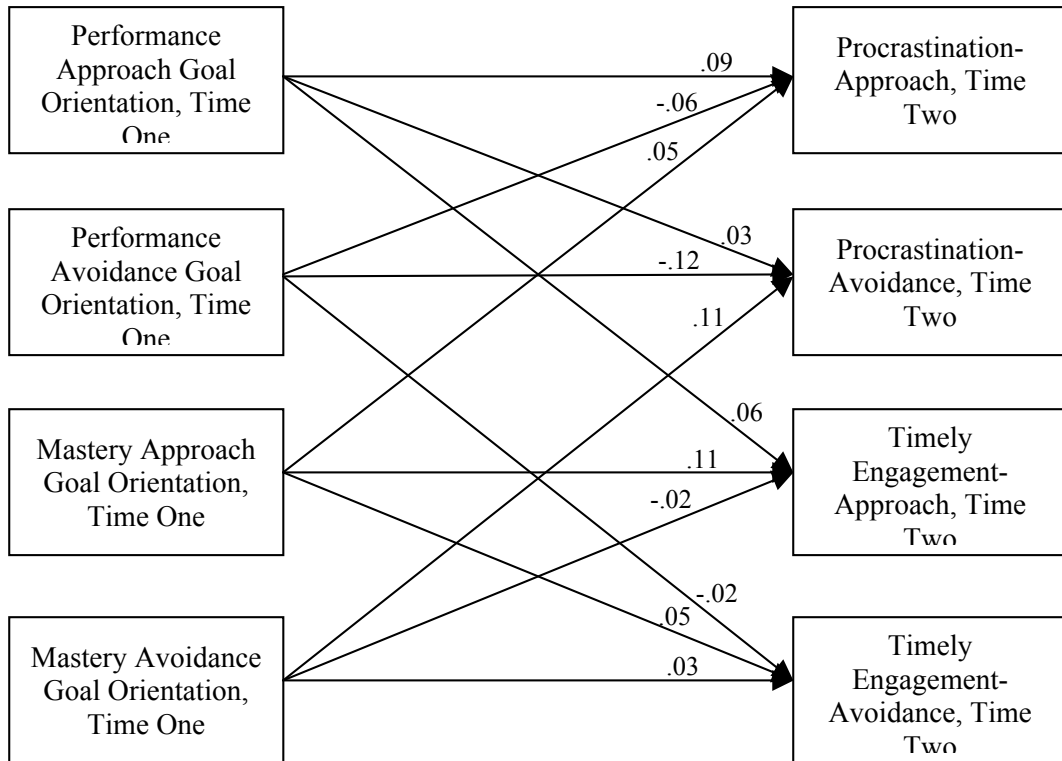 Performance
Approach Goal
Orientation, Time
One
Procrastination-
Approach, Time
Two
.09
-.06
.05
Performance
Avoidance Goal
Orientation, Time
One
Procrastination-
Avoidance, Time
Two
.03
-.12
.11
Mastery Approach
Goal Orientation,
Time One
Timely
Engagement-
Approach, Time
Two
.06
.11
-.02
Mastery Avoidance
Goal Orientation,
Time One
Timely
Engagement-
Avoidance, Time
Two
-.02
.05
.03